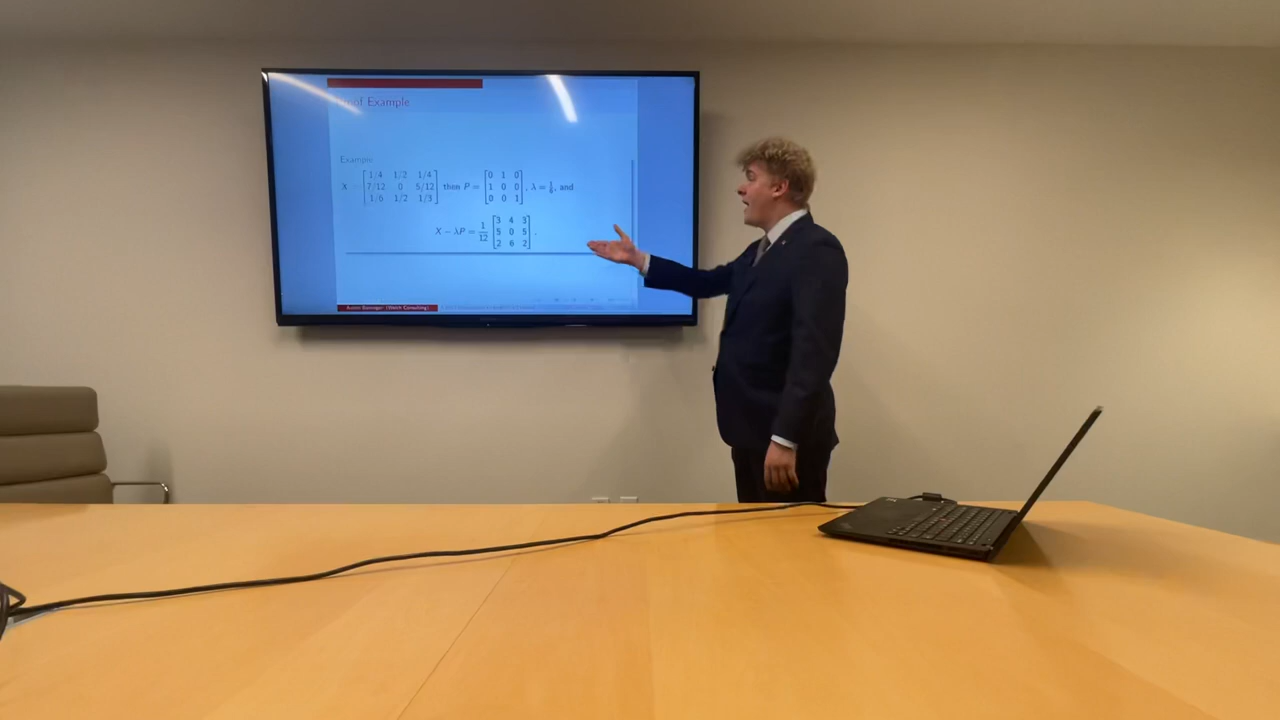 of Example
Example
X = [1/4 1/2 1/4; 7/12 0 5/12; 1/6 1/2 1/3] then P = [0 1 0; 1 0 0; 0 0 1], λ = 1/6, and
X − λP = 1/12 [3 4 3; 5 0 5; 2 6 2].
(Welch Consulting)